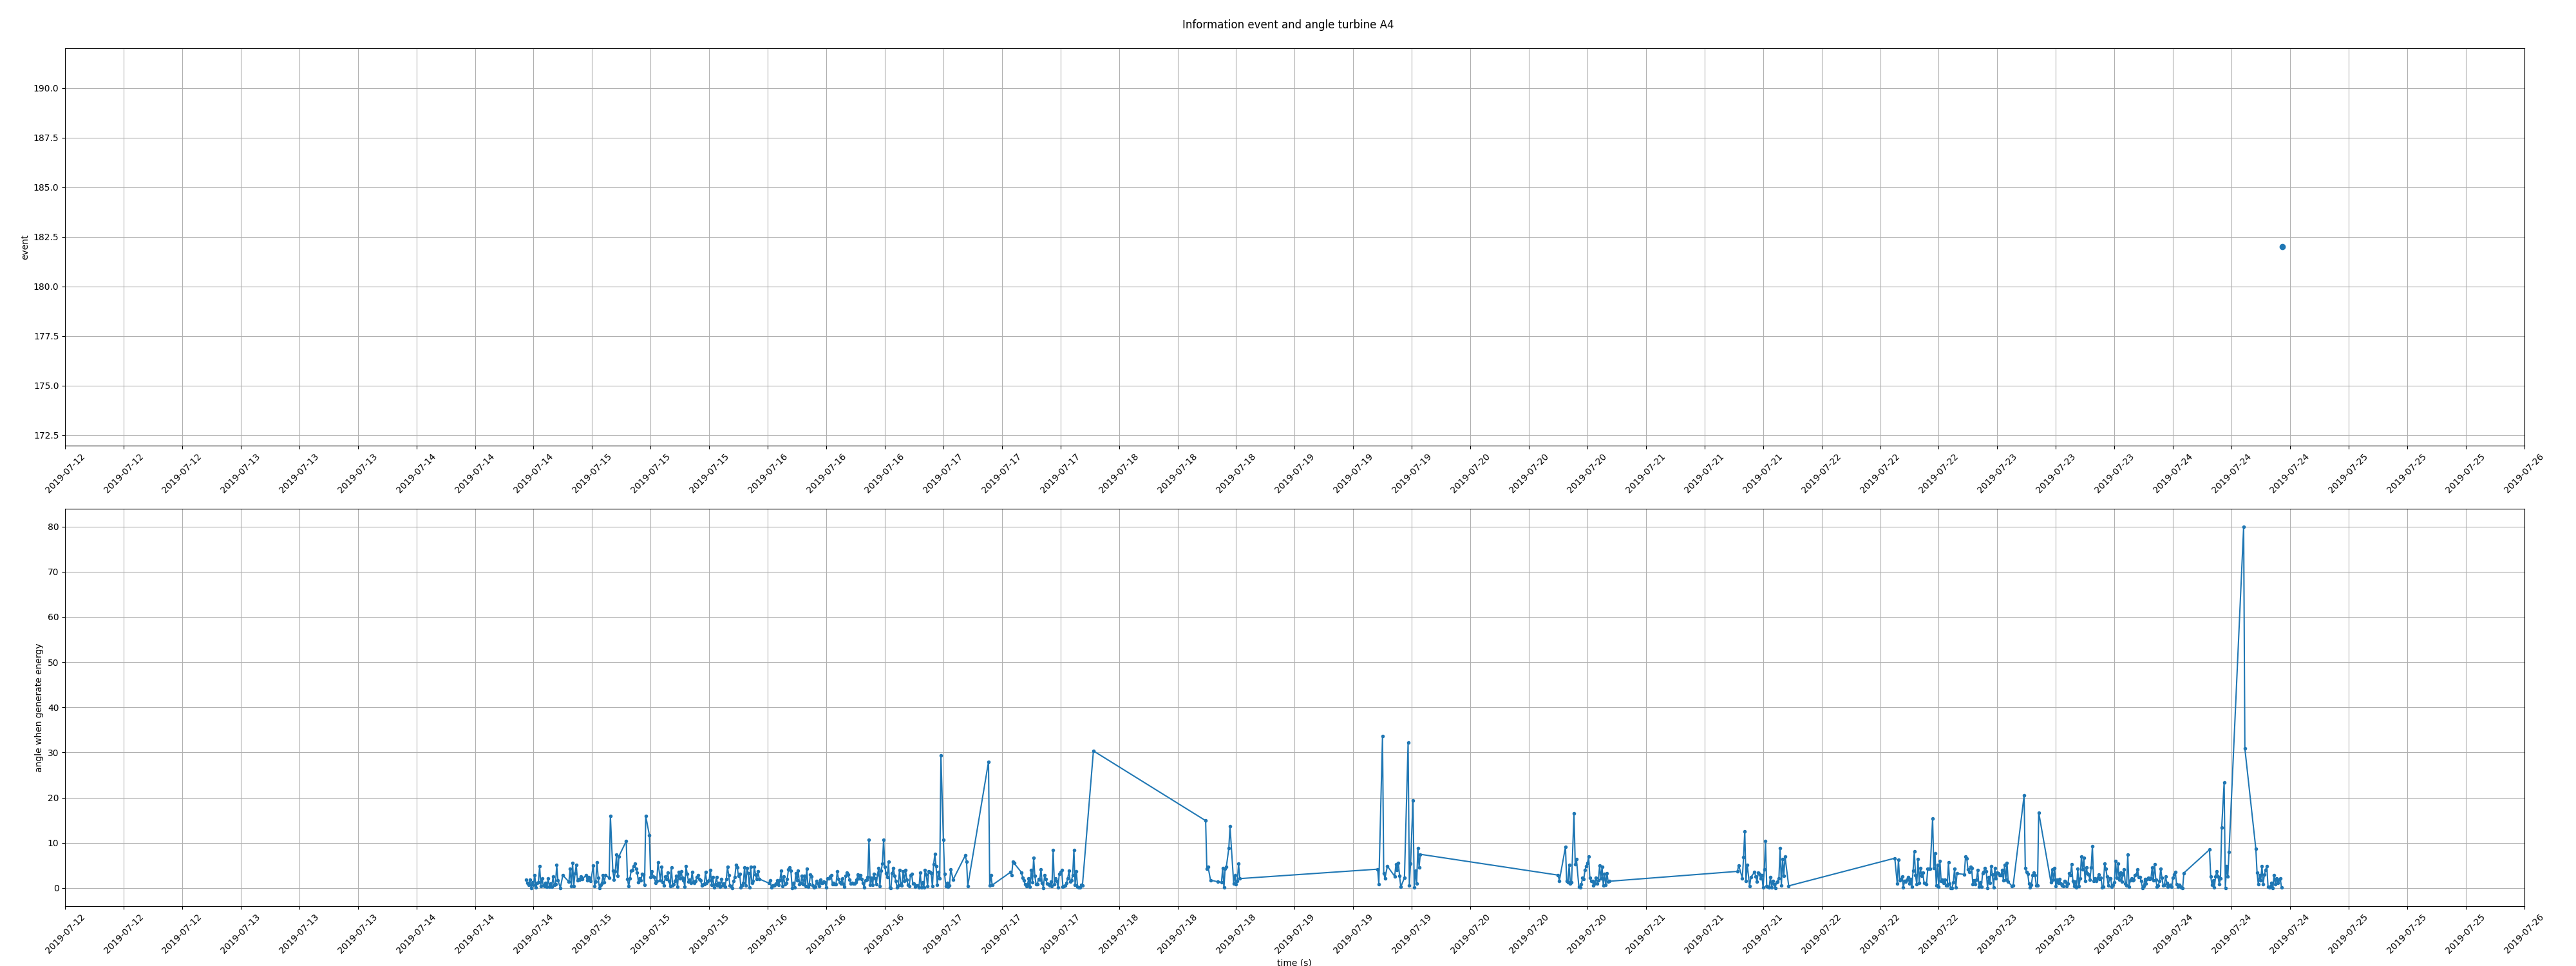 Information event and angle turbine A4
190.0
187.5
185.0
182.5
180.0
177.5
175.0
172.5
event
2019-07-12 2019-07-12 2019-07-12 2019-07-13 2019-07-13 2019-07-13 2019-07-14 2019-07-14 2019-07-14 2019-07-15 2019-07-15 2019-07-15 2019-07-16 2019-07-16 2019-07-16 2019-07-17 2019-07-17 2019-07-17 2019-07-18 2019-07-18 2019-07-18 2019-07-19 2019-07-19 2019-07-19 2019-07-20 2019-07-20 2019-07-20 2019-07-21 2019-07-21 2019-07-21 2019-07-22 2019-07-22 2019-07-22 2019-07-23 2019-07-23 2019-07-23 2019-07-24 2019-07-24 2019-07-24 2019-07-25 2019-07-25 2019-07-25 2019-07-26
80
70
60
50
40
30
20
10
0
angle when generate energy
2019-07-12 2019-07-12 2019-07-12 2019-07-13 2019-07-13 2019-07-13 2019-07-14 2019-07-14 2019-07-14 2019-07-15 2019-07-15 2019-07-15 2019-07-16 2019-07-16 2019-07-16 2019-07-17 2019-07-17 2019-07-17 2019-07-18 2019-07-18 2019-07-18 2019-07-19 2019-07-19 2019-07-19 2019-07-20 2019-07-20 2019-07-20 2019-07-21 2019-07-21 2019-07-21 2019-07-22 2019-07-22 2019-07-22 2019-07-23 2019-07-23 2019-07-23 2019-07-24 2019-07-24 2019-07-24 2019-07-25 2019-07-25 2019-07-25 2019-07-26
time (s)